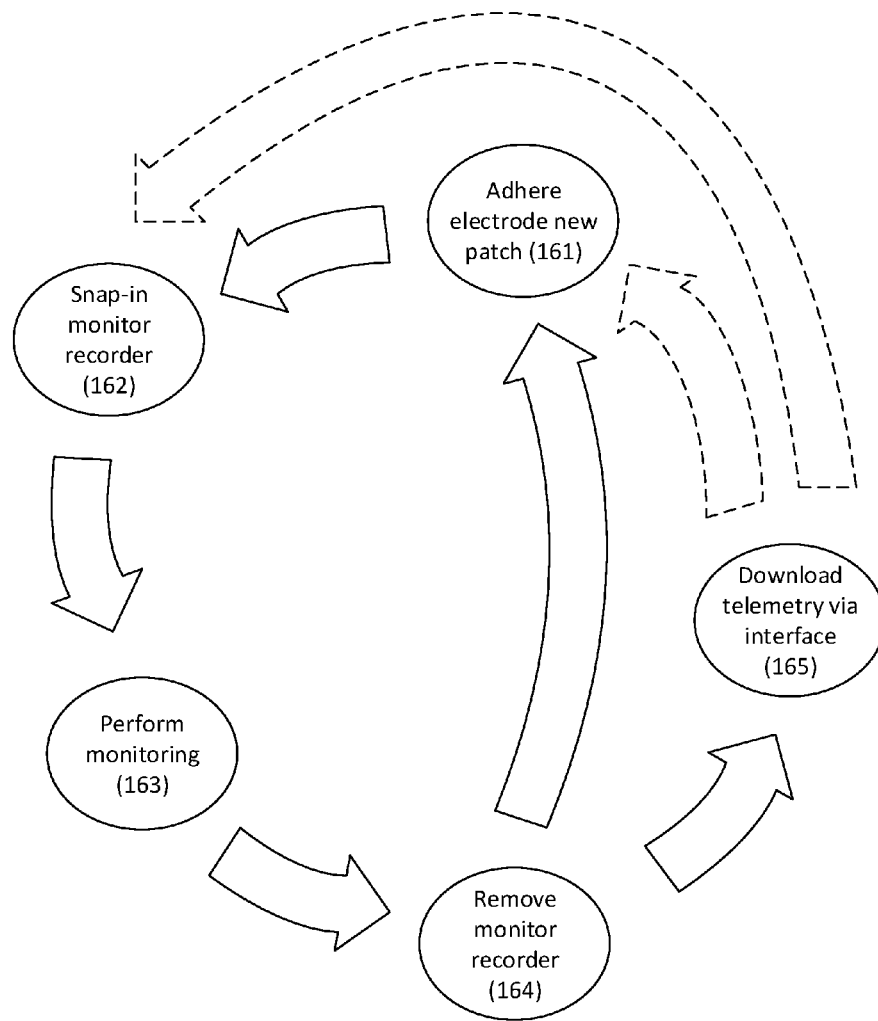 Adhere
electrode new
patch (161)
Snap-in
monitor
recorder
(162)
Perform
monitoring
(163)
Remove
monitor
recorder
(164)
Download
telemetry via
interface
(165)